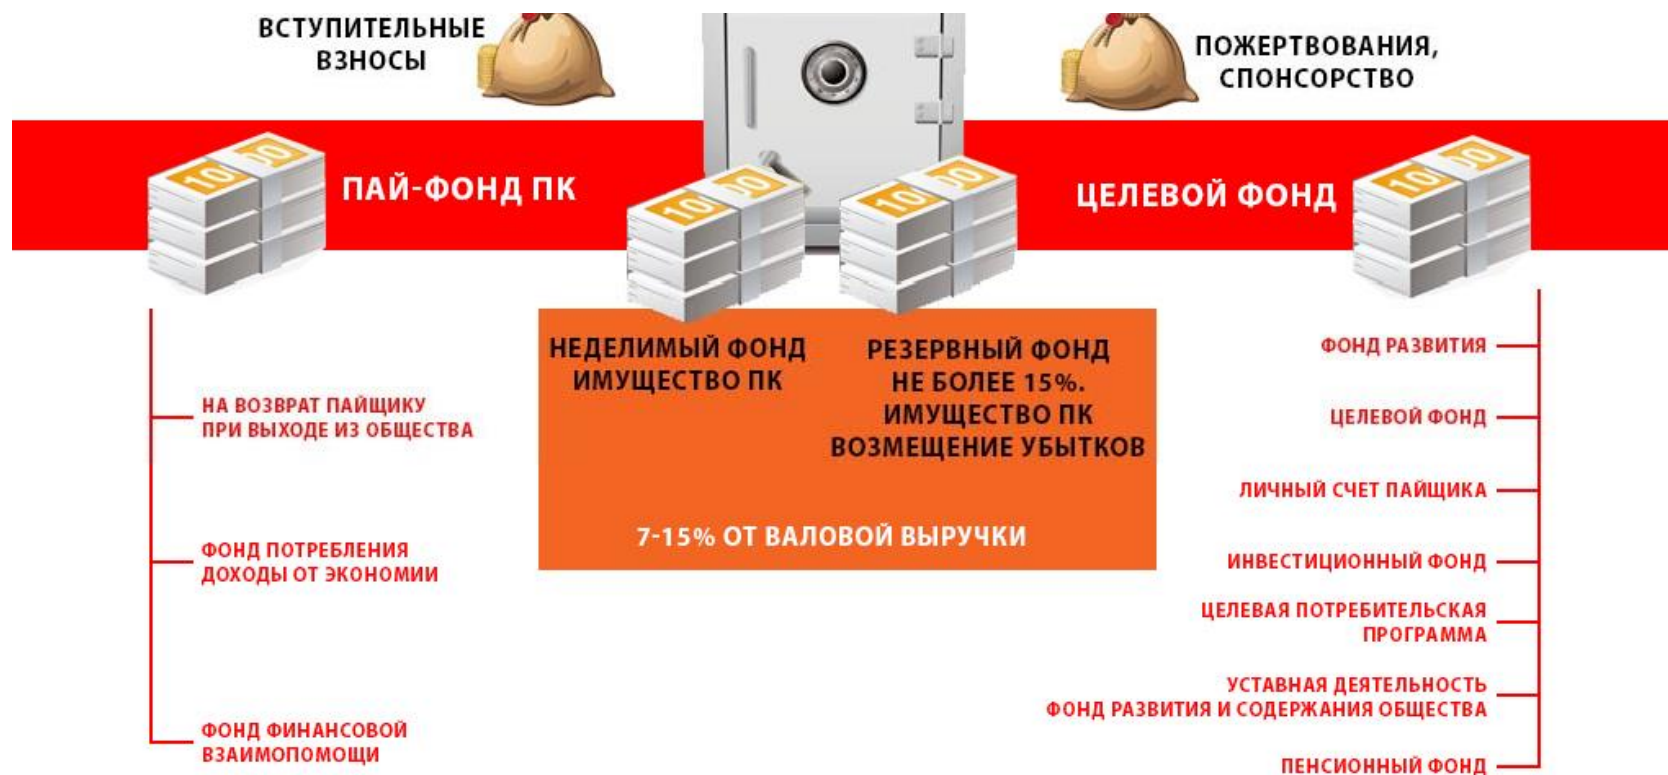 ВСТУПИТЕЛЬНЫЕ
ВЗНОСЫ
ПОЖЕРТВОВАНИЯ,
СПОНСОРСТВО
ПАЙ-ФОНД ПК
ЦЕЛЕВОЙ ФОНД
НЕДЕЛИМЫЙ ФОНД
ИМУЩЕСТВО ПК
РЕЗЕРВНЫЙ ФОНД
НЕ БОЛЕЕ 15%.
ИМУЩЕСТВО ПК
ВОЗМЕЩЕНИЕ УБЫТКОВ
7-15% ОТ ВАЛОВОЙ ВЫРУЧКИ
НА ВОЗВРАТ ПАЙЩИКУ
ПРИ ВЫХОДЕ ИЗ ОБЩЕСТВА
ФОНД ПОТРЕБЛЕНИЯ
ДОХОДЫ ОТ ЭКОНОМИИ
ФОНД ФИНАНСОВОЙ
ВЗАИМОПОМОЩИ
ФОНД РАЗВИТИЯ
ЦЕЛЕВОЙ ФОНД
ЛИЧНЫЙ СЧЕТ ПАЙЩИКА
ИНВЕСТИЦИОННЫЙ ФОНД
ЦЕЛЕВАЯ ПОТРЕБИТЕЛЬСКАЯ
ПРОГРАММА
УСТАВНАЯ ДЕЯТЕЛЬНОСТЬ
ФОНД РАЗВИТИЯ И СОДЕРЖАНИЯ ОБЩЕСТВА
ПЕНСИОННЫЙ ФОНД